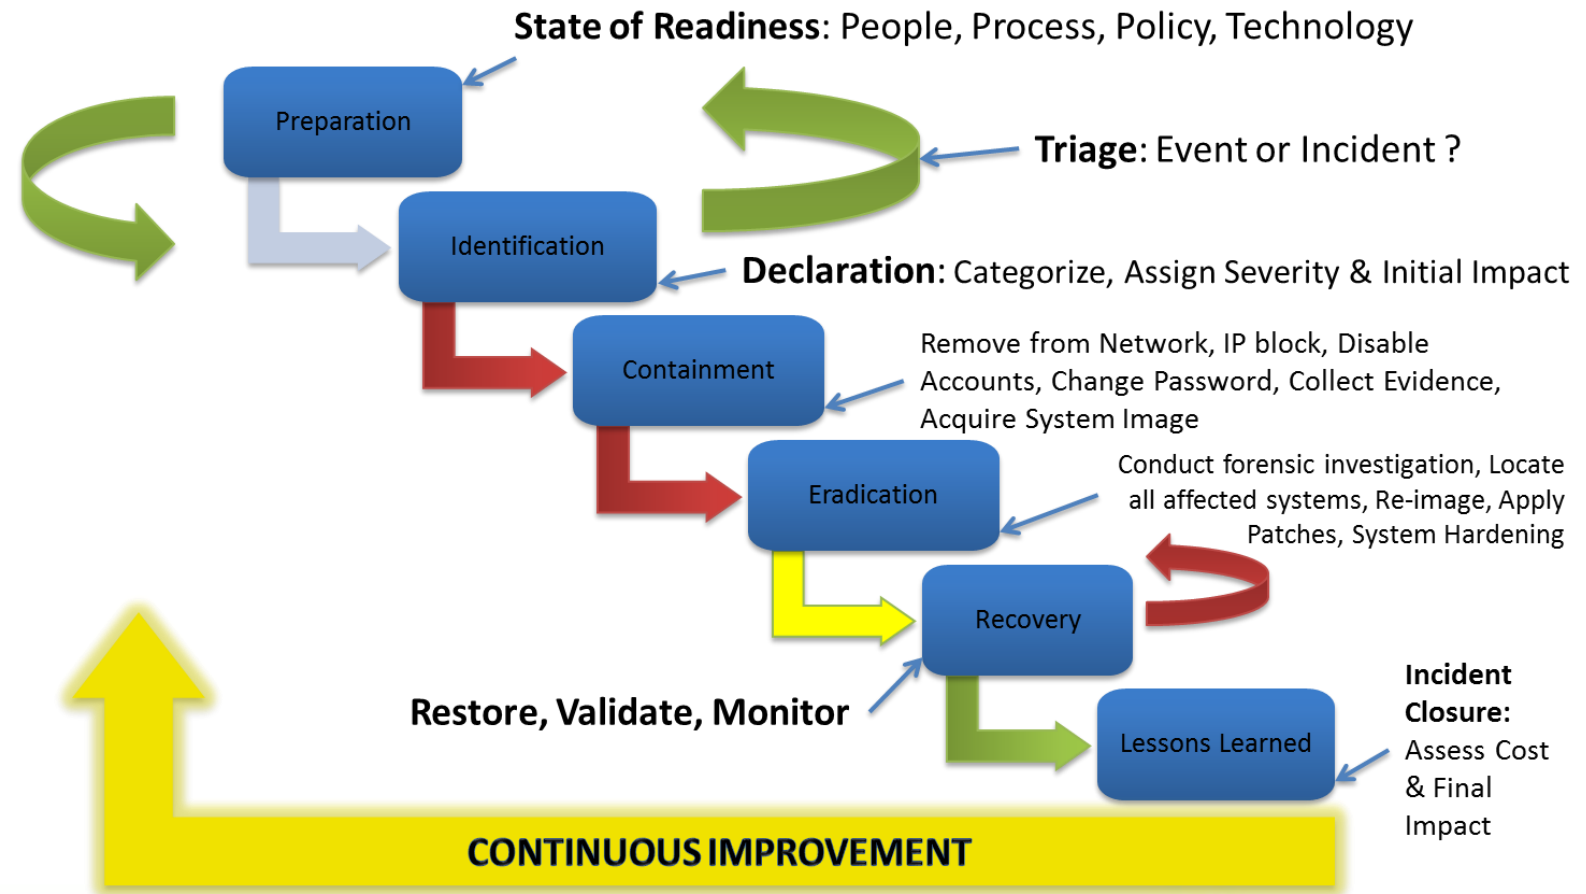 State of Readiness: People, Process, Policy, Technology
Preparation
Triage: Event or Incident ?
Identification
Declaration: Categorize, Assign Severity & Initial Impact
Containment
Remove from Network, IP block, Disable
Accounts, Change Password, Collect Evidence,
Acquire System Image
Eradication
Conduct forensic investigation, Locate
all affected systems, Re-image, Apply
Patches, System Hardening
Recovery
Restore, Validate, Monitor
Lessons Learned
Incident
Closure:
Assess Cost
& Final
Impact
CONTINUOUS IMPROVEMENT